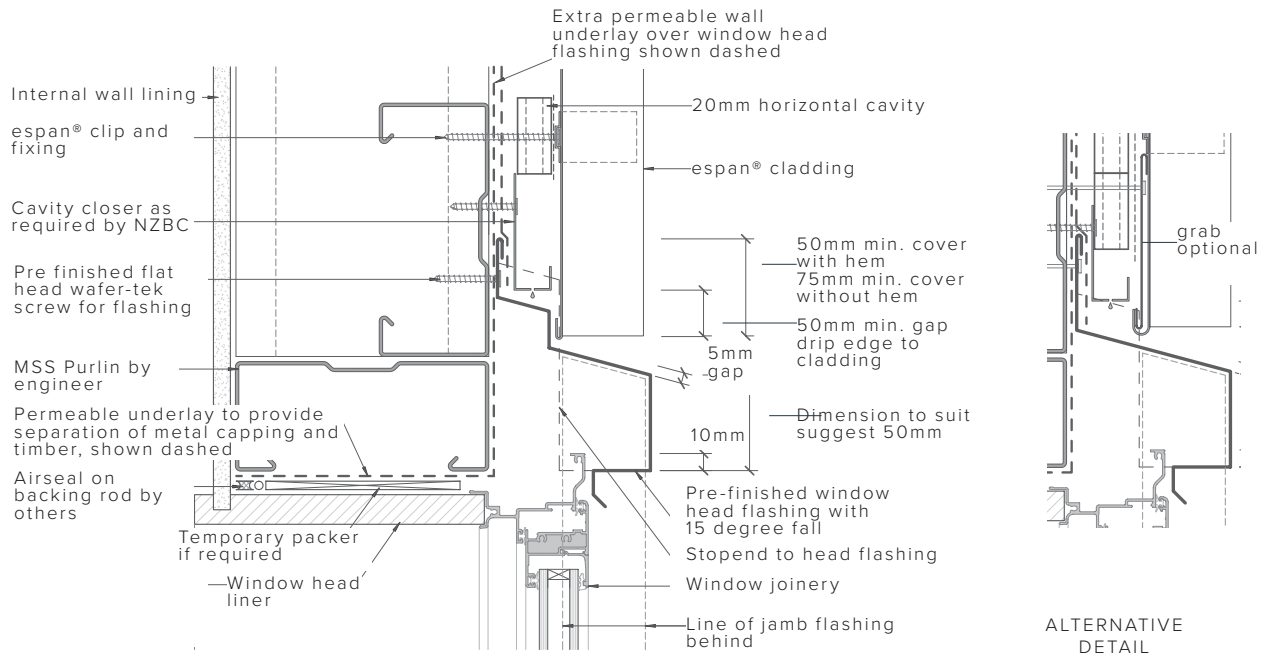 Extra permeable wall
underlay over window head
flashing shown dashed
Internal wall lining
espan® clip and
fixing
Cavity closer as
required by NZBC
Pre finished flat
head wafer-tek
screw for flashing
MSS Purlin by
engineer
Permeable underlay to provide
separation of metal capping and
timber, shown dashed
Airseal on
backing rod by
others
Temporary packer
if required
Window head
liner
20mm horizontal cavity
espan® cladding
50mm min. cover
with hem
75mm min. cover
without hem
50mm min. gap
drip edge to
cladding
5mm
gap
Dimension to suit
suggest 50mm
10mm
Pre-finished window
head flashing with
15 degree fall
Stopend to head flashing
Window joinery
Line of jamb flashing
behind
grab
optional
ALTERNATIVE
DETAIL